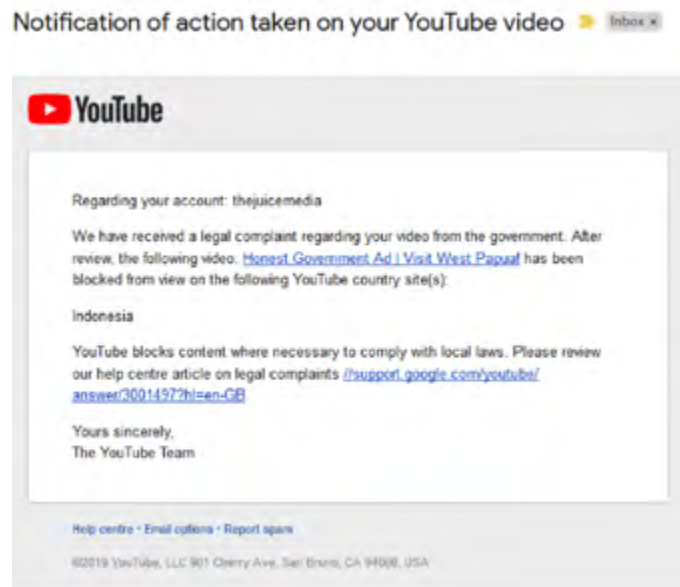 Notification of action taken on your YouTube video Inbox x
YouTube
Regarding your account: thejuicemedia
We have received a legal complaint regarding your video from the government. After
review, the following video: Honest Government Ad | Visit West Papua! has been
blocked from view on the following YouTube country site(s):
Indonesia
YouTube blocks content where necessary to comply with local laws. Please review
our help centre article on legal complaints //support.google.com/youtube/
answer/3001497?hl=en-GB
Yours sincerely,
The YouTube Team
Help centre • Email options • Report spam
©2019 YouTube, LLC 901 Cherry Ave, San Bruno, CA 94066, USA